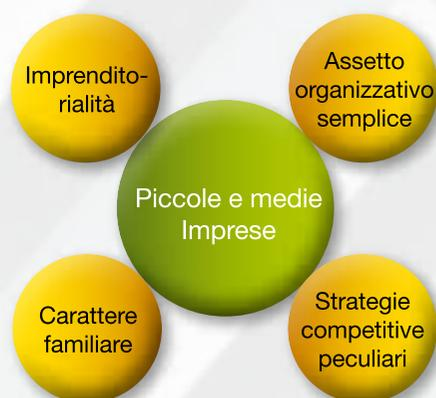 Imprendito-
rialità
Assetto
organizzativo
semplice
Piccole e medie
Imprese
Carattere
familiare
Strategie
competitive
peculiari